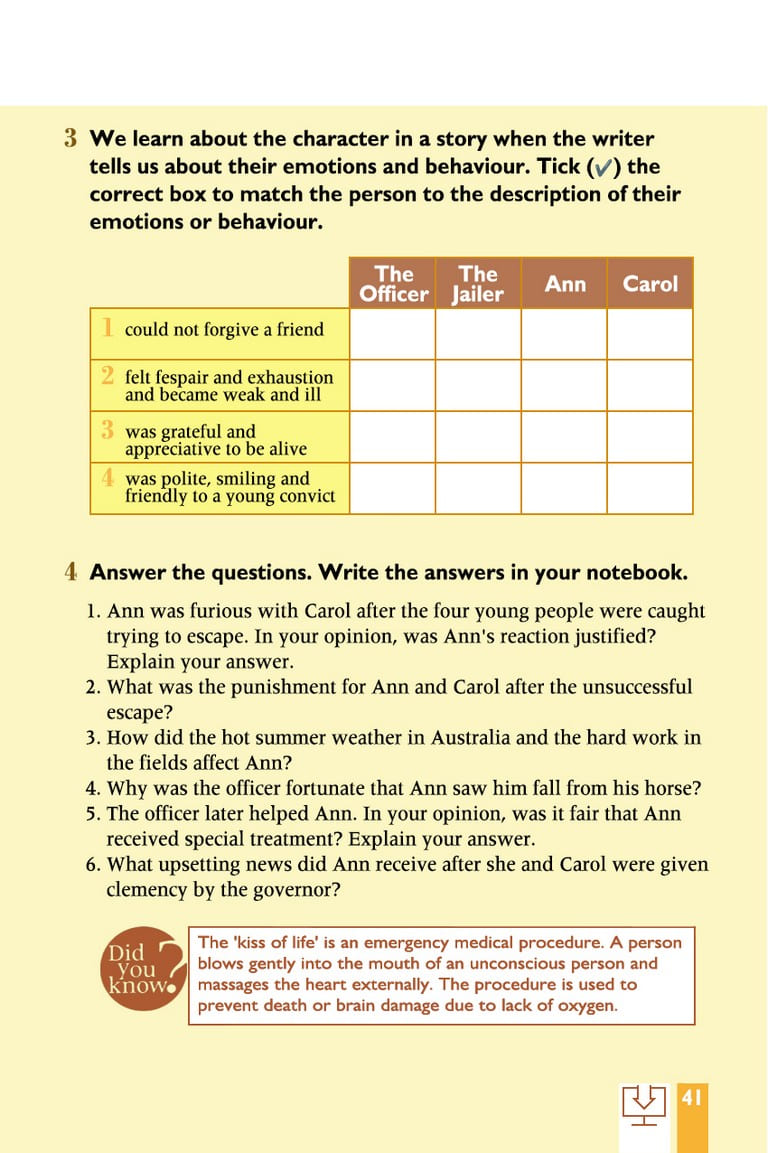 3 We learn about the character in a story when the writer
tells us about their emotions and behaviour. Tick (✓) the
correct box to match the person to the description of their
emotions or behaviour.
The Officer The Jailer Ann Carol
1 could not forgive a friend
2 felt fespair and exhaustion
and became weak and ill
3 was grateful and
appreciative to be alive
4 was polite, smiling and
friendly to a young convict
4 Answer the questions. Write the answers in your notebook.
1. Ann was furious with Carol after the four young people were caught
trying to escape. In your opinion, was Ann's reaction justified?
Explain your answer.
2. What was the punishment for Ann and Carol after the unsuccessful
escape?
3. How did the hot summer weather in Australia and the hard work in
the fields affect Ann?
4. Why was the officer fortunate that Ann saw him fall from his horse?
5. The officer later helped Ann. In your opinion, was it fair that Ann
received special treatment? Explain your answer.
6. What upsetting news did Ann receive after she and Carol were given
clemency by the governor?
Did
you
know?
The 'kiss of life' is an emergency medical procedure. A person
blows gently into the mouth of an unconscious person and
massages the heart externally. The procedure is used to
prevent death or brain damage due to lack of oxygen.
41